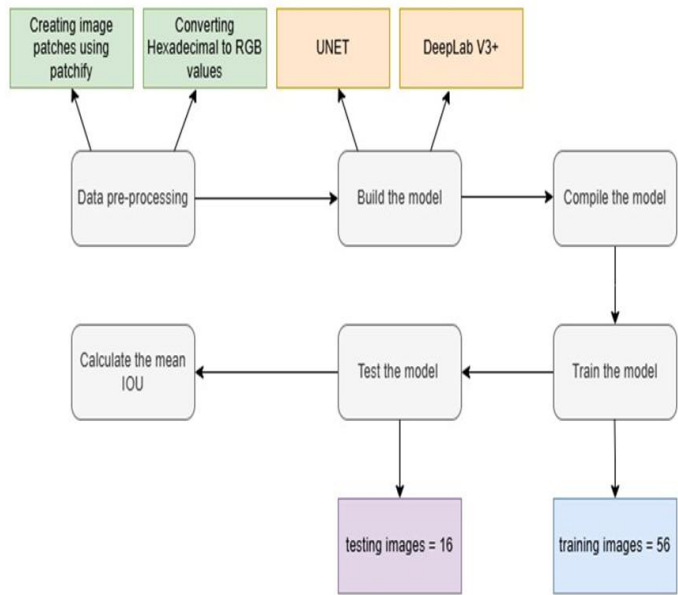 Creating image
patches using
patchify
Converting
Hexadecimal to RGB
values
UNET
DeepLab V3+
Data pre-processing
Build the model
Compile the model
Calculate the mean
IOU
Test the model
Train the model
testing images = 16
training images = 56